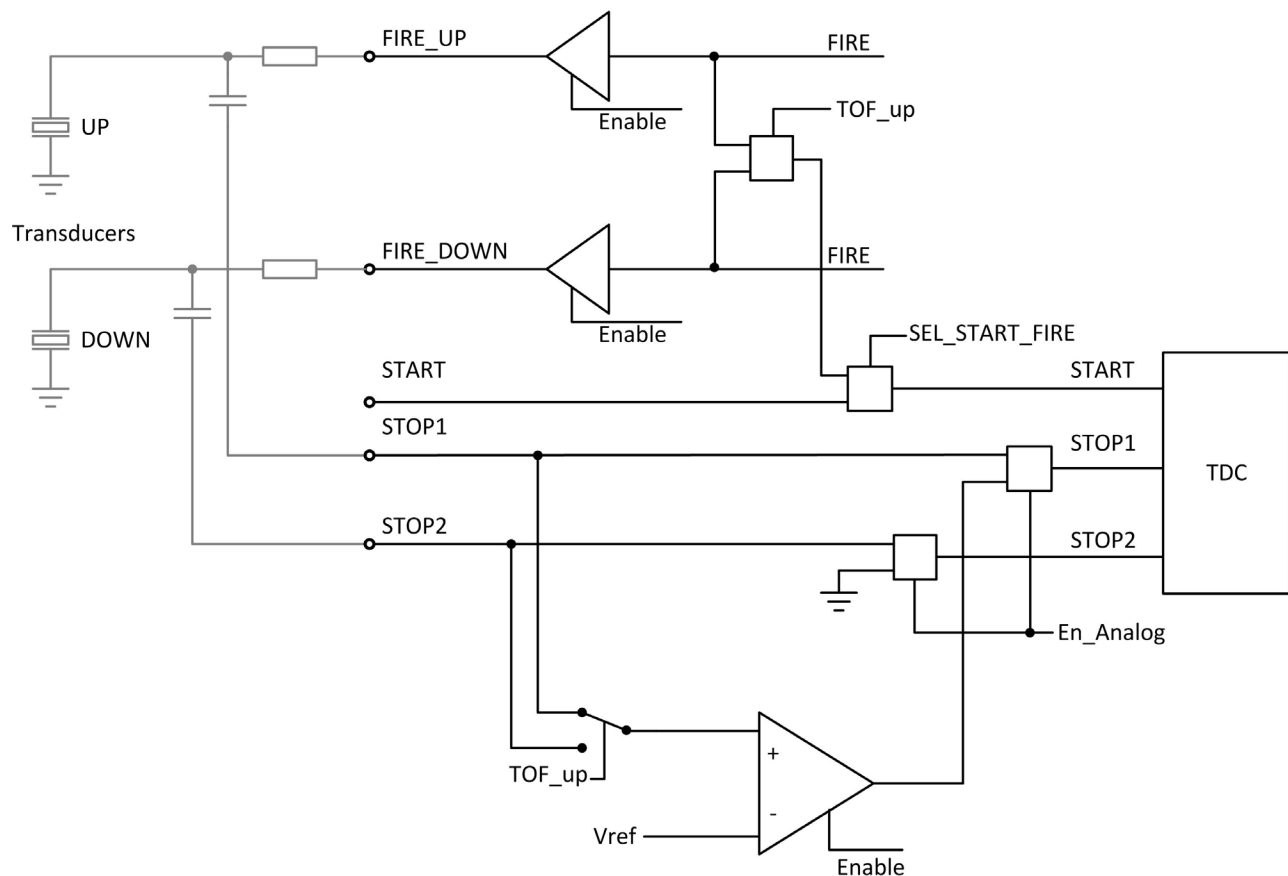 FIRE_UP
FIRE
Enable
TOF_up
UP
Transducers
FIRE_DOWN
FIRE
Enable
DOWN
SEL_START_FIRE
START
START
STOP1
STOP1
TDC
STOP2
STOP2
En_Analog
TOF_up
+
-
Vref
Enable